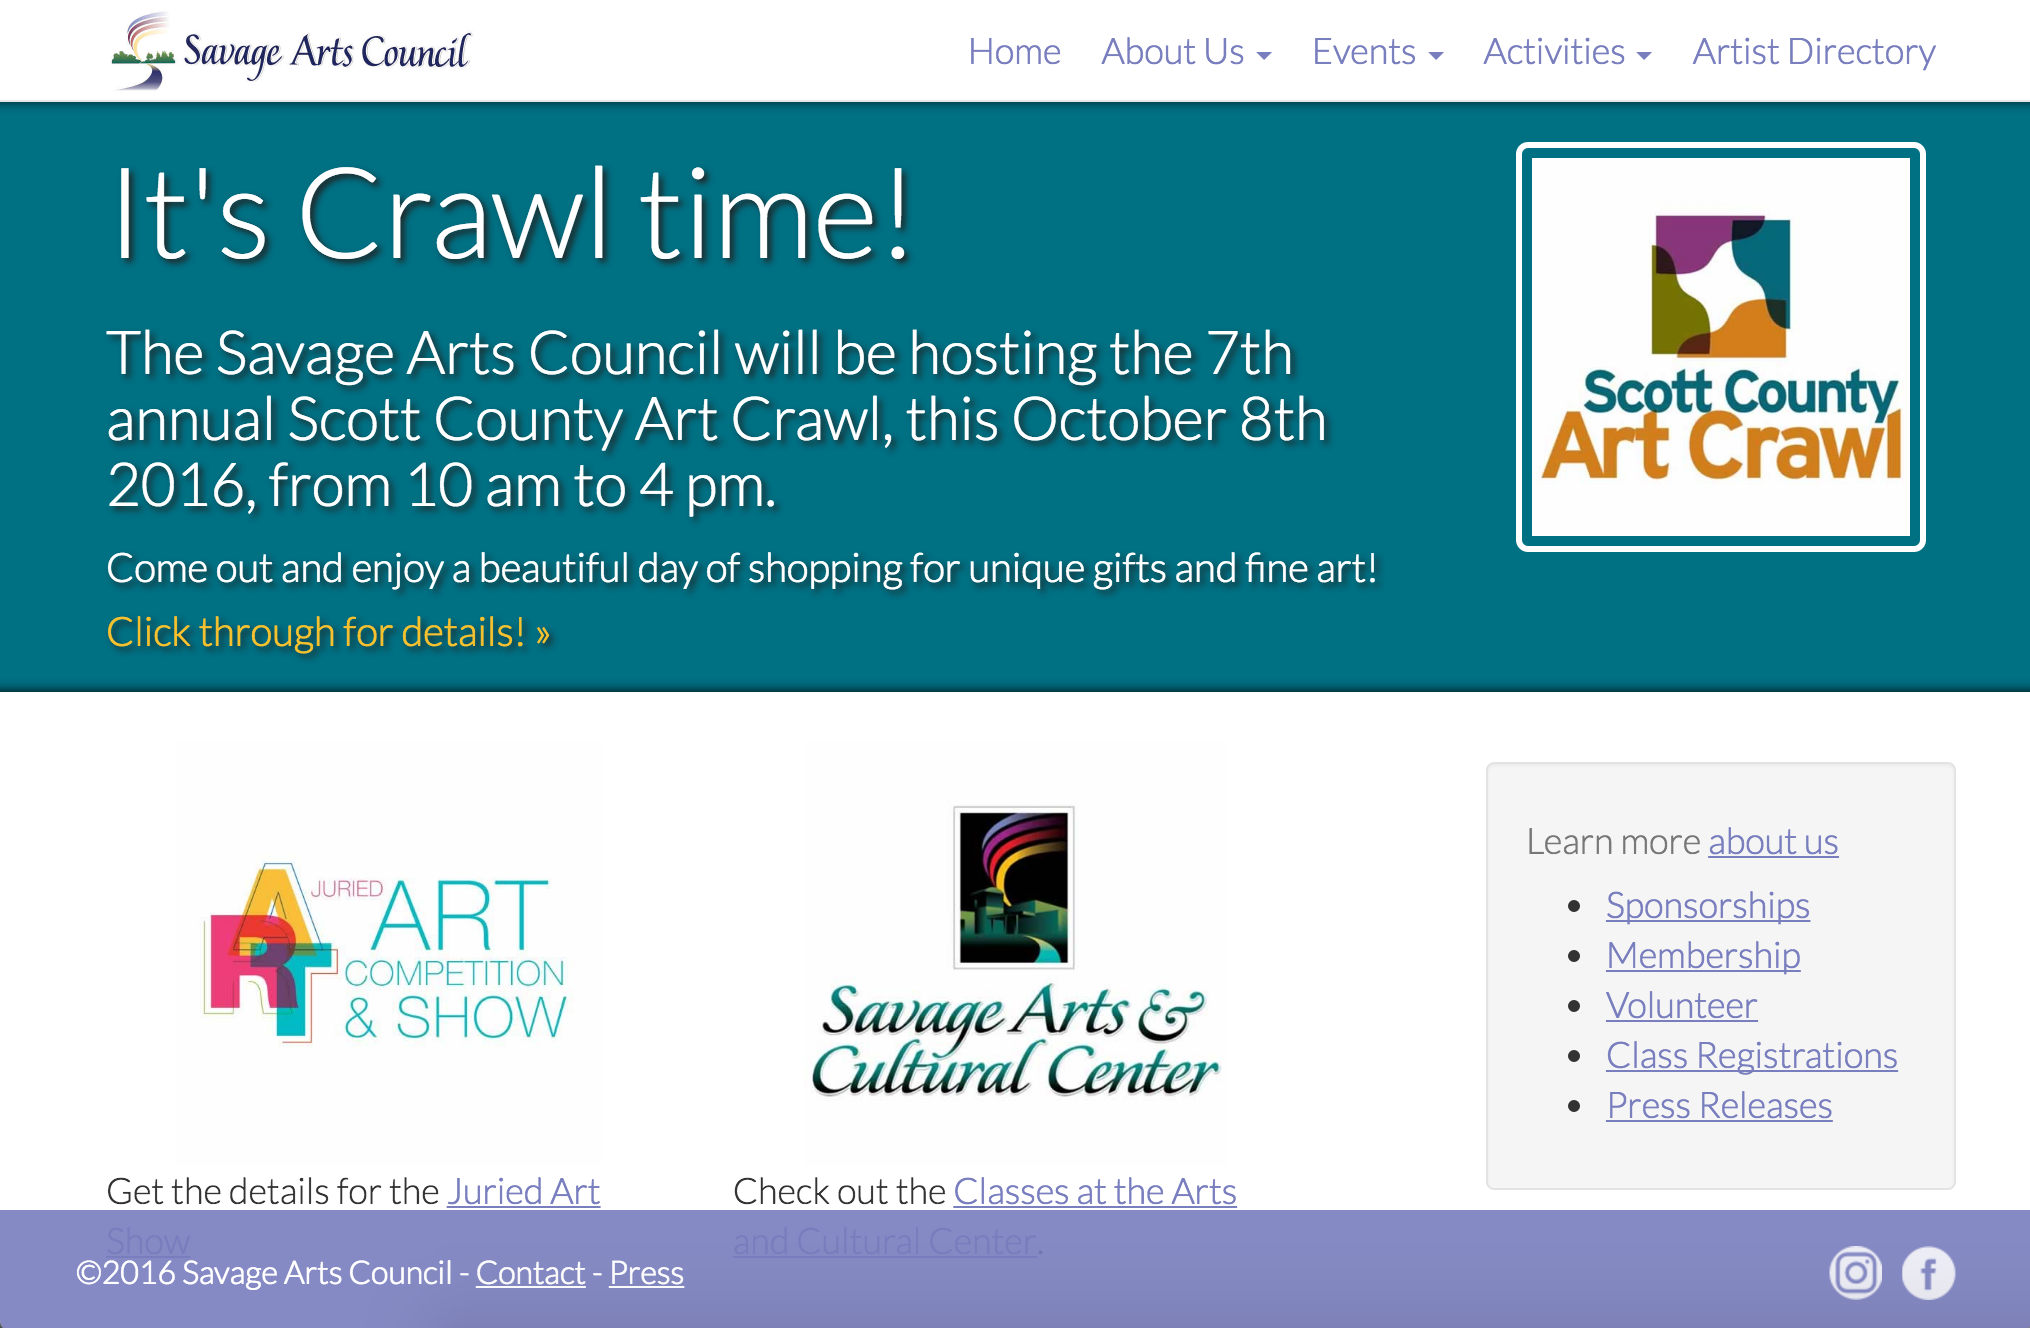 Savage Arts Council
Home About Us Events Activities Artist Directory
It's Crawl time!
The Savage Arts Council will be hosting the 7th
annual Scott County Art Crawl, this October 8th
2016, from 10 am to 4 pm.
Come out and enjoy a beautiful day of shopping for unique gifts and fine art!
Click through for details! »
Scott County
Art Crawl
ART
JURIED ART
COMPETITION
& SHOW
Get the details for the Juried Art
Show
Savage Arts &
Cultural Center
Check out the Classes at the Arts
and Cultural Center.
Learn more about us
Sponsorships
Membership
Volunteer
Class Registrations
Press Releases
©2016 Savage Arts Council - Contact - Press